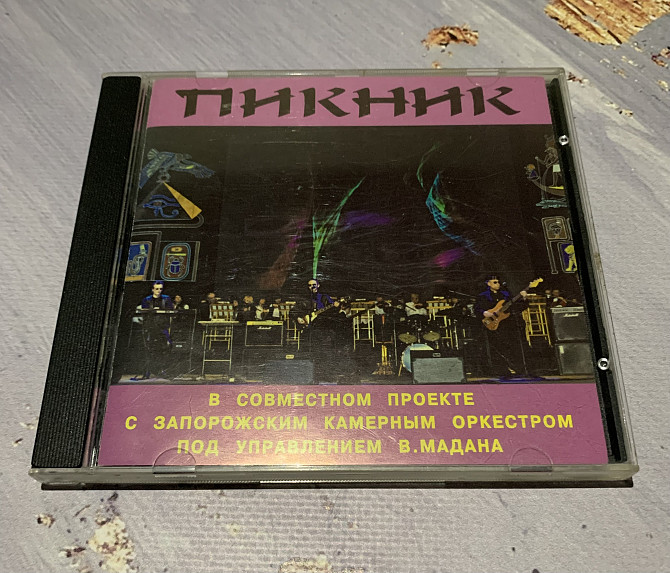 ПИКНИК
В СОВМЕСТНОМ ПРОЕКТЕ
С ЗАПОРОЖСКИМ КАМЕРНЫМ ОРКЕСТРОМ
ПОД УПРАВЛЕНИЕМ В.МАДАНА